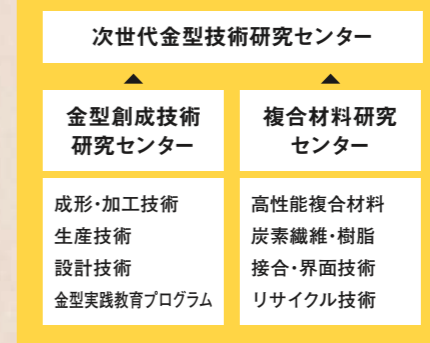 次世代金型技術研究センター
金型創成技術
研究センター
成形・加工技術
生産技術
設計技術
金型実践教育プログラム
複合材料研究
センター
高性能複合材料
炭素繊維・樹脂
接合・界面技術
リサイクル技術